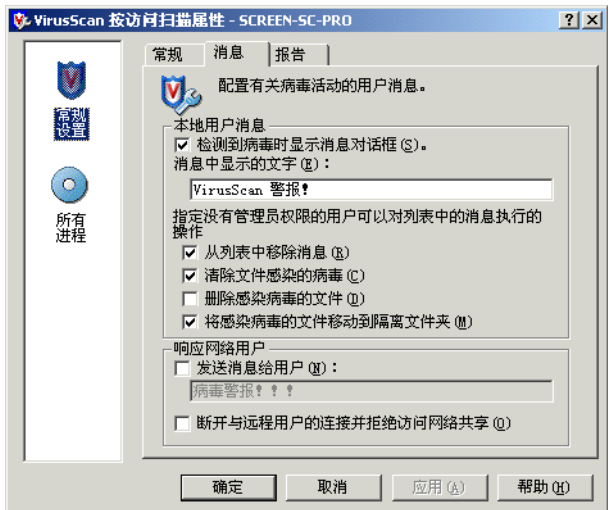 VirusScan 按访问扫描属性 - SCREEN-SC-PRO
常规
消息
报告
常规
设置
所有
进程
配置有关病毒活动的用户消息。
本地用户消息
检测到病毒时显示消息对话框(S)。
消息中显示的文字(E)：
VirusScan 警报！
指定没有管理员权限的用户可以对列表中的消息执行的
操作
从列表中移除消息(R)
清除文件感染的病毒(C)
删除感染病毒的文件(D)
将感染病毒的文件移动到隔离文件夹(M)
响应网络用户
发送消息给用户(N)：
病毒警报！！！
断开与远程用户的连接并拒绝访问网络共享(O)
确定
取消
应用(A)
帮助(H)